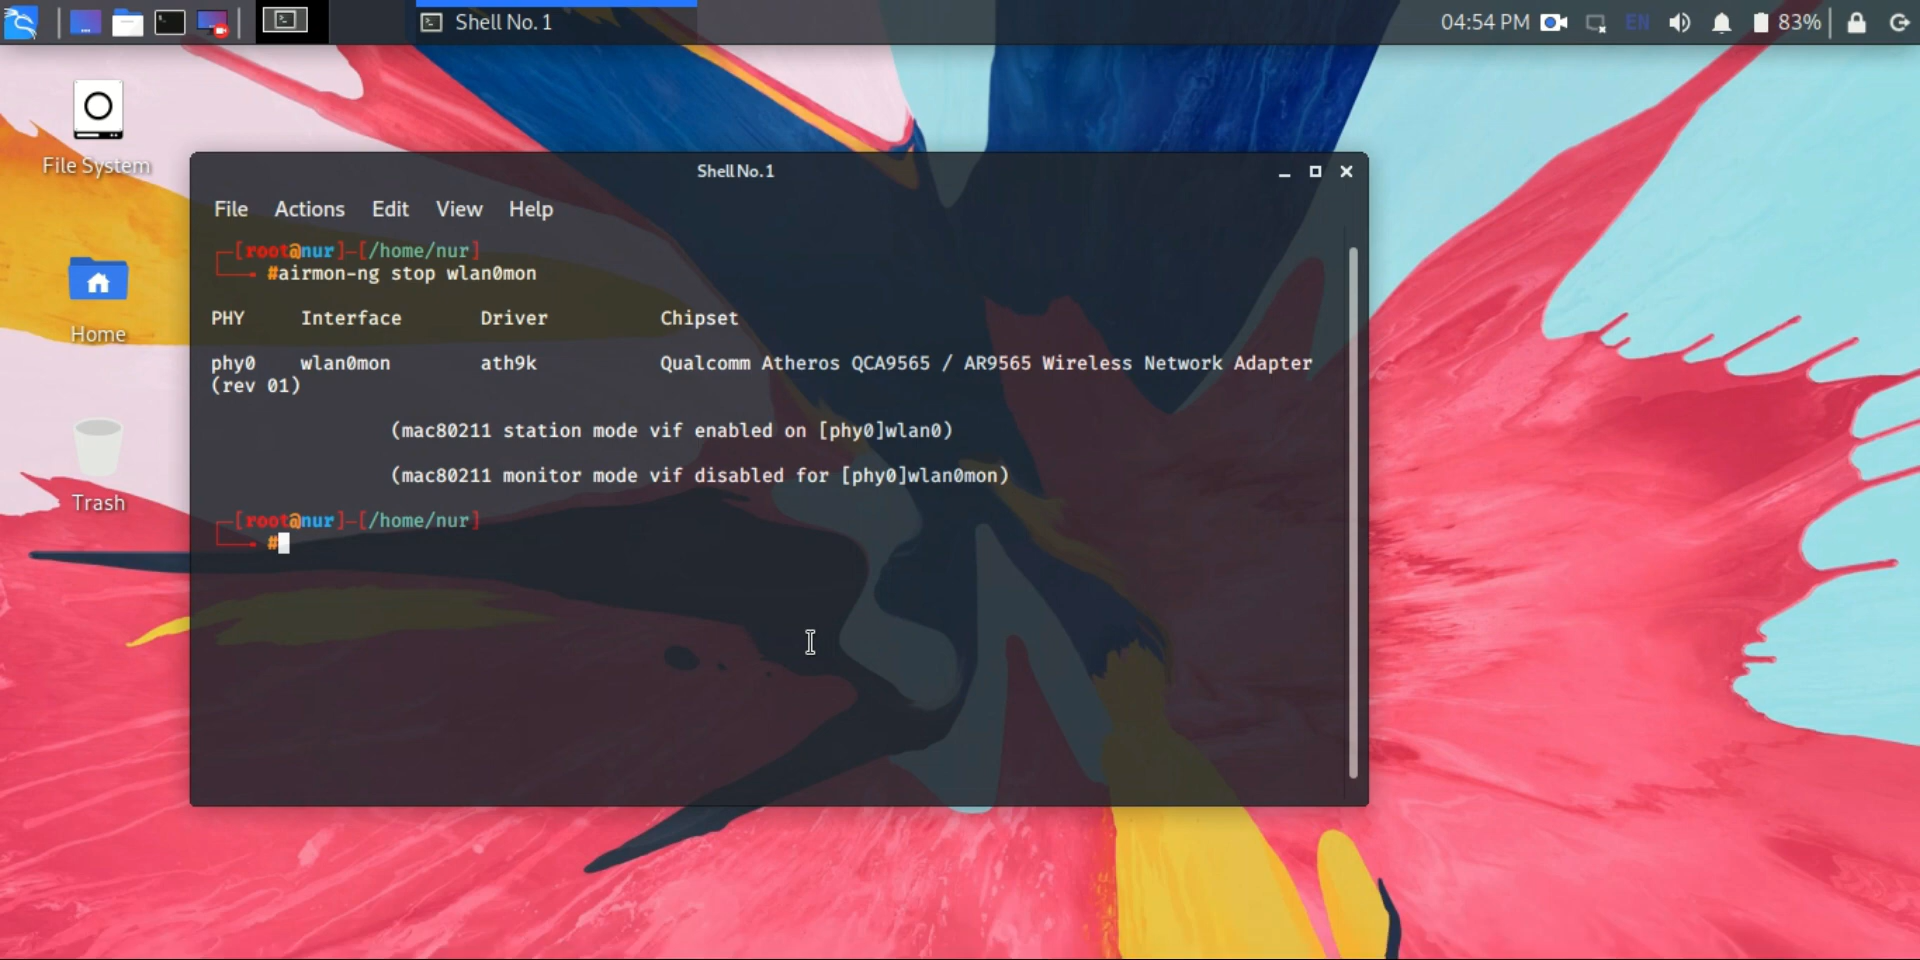 Shell No. 1
04:54 PM
EN
83%
File System
Home
Trash
Shell No. 1
File Actions Edit View Help
[root@nur]-[/home/nur]
#airmon-ng stop wlan0mon
PHY Interface Driver Chipset
phy0 wlan0mon ath9k Qualcomm Atheros QCA9565 / AR9565 Wireless Network Adapter
(rev 01)
(mac80211 station mode vif enabled on [phy0]wlan0)
(mac80211 monitor mode vif disabled for [phy0]wlan0mon)
[root@nur]-[/home/nur]
#